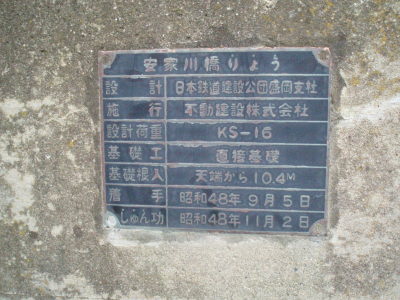 安家川橋りょう
設計 日本鉄道建設公団盛岡支社
施行 不動建設株式会社
設計荷重 KS-16
基礎工 直接基礎
基礎根入 天端から10.4M
着手 昭和48年9月5日
しゅん功 昭和48年11月2日